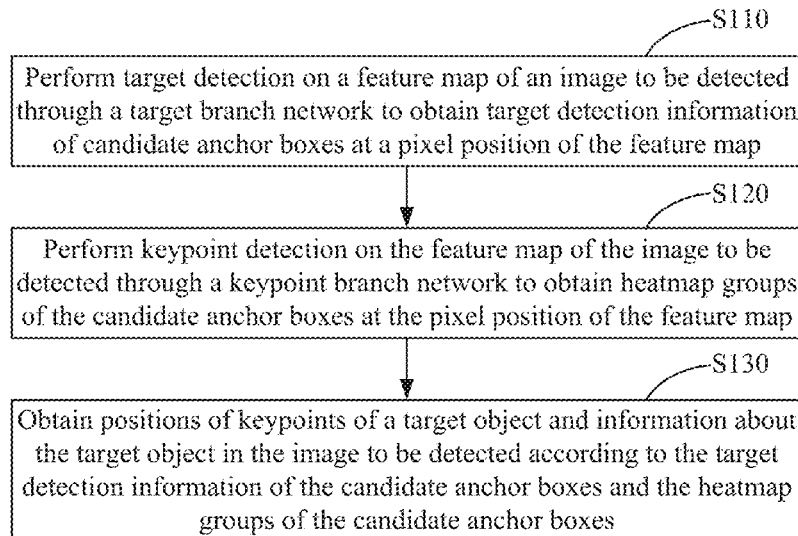 S110
Perform target detection on a feature map of an image to be detected
through a target branch network to obtain target detection information
of candidate anchor boxes at a pixel position of the feature map
S120
Perform keypoint detection on the feature map of the image to be
detected through a keypoint branch network to obtain heatmap groups
of the candidate anchor boxes at the pixel position of the feature map
S130
Obtain positions of keypoints of a target object and information about
the target object in the image to be detected according to the target
detection information of the candidate anchor boxes and the heatmap
groups of the candidate anchor boxes